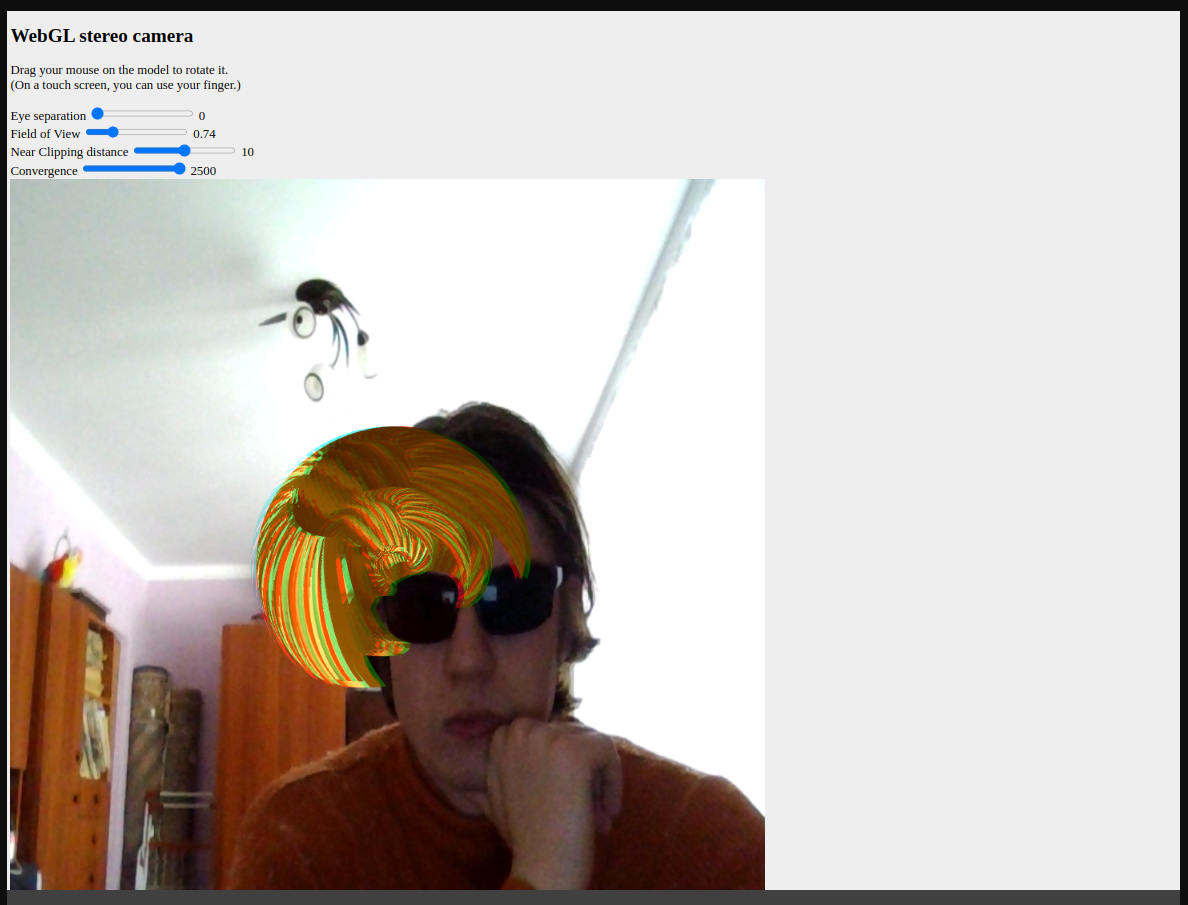 WebGL stereo camera
Drag your mouse on the model to rotate it.
(On a touch screen, you can use your finger.)
Eye separation 0
Field of View 0.74
Near Clipping distance 10
Convergence 2500